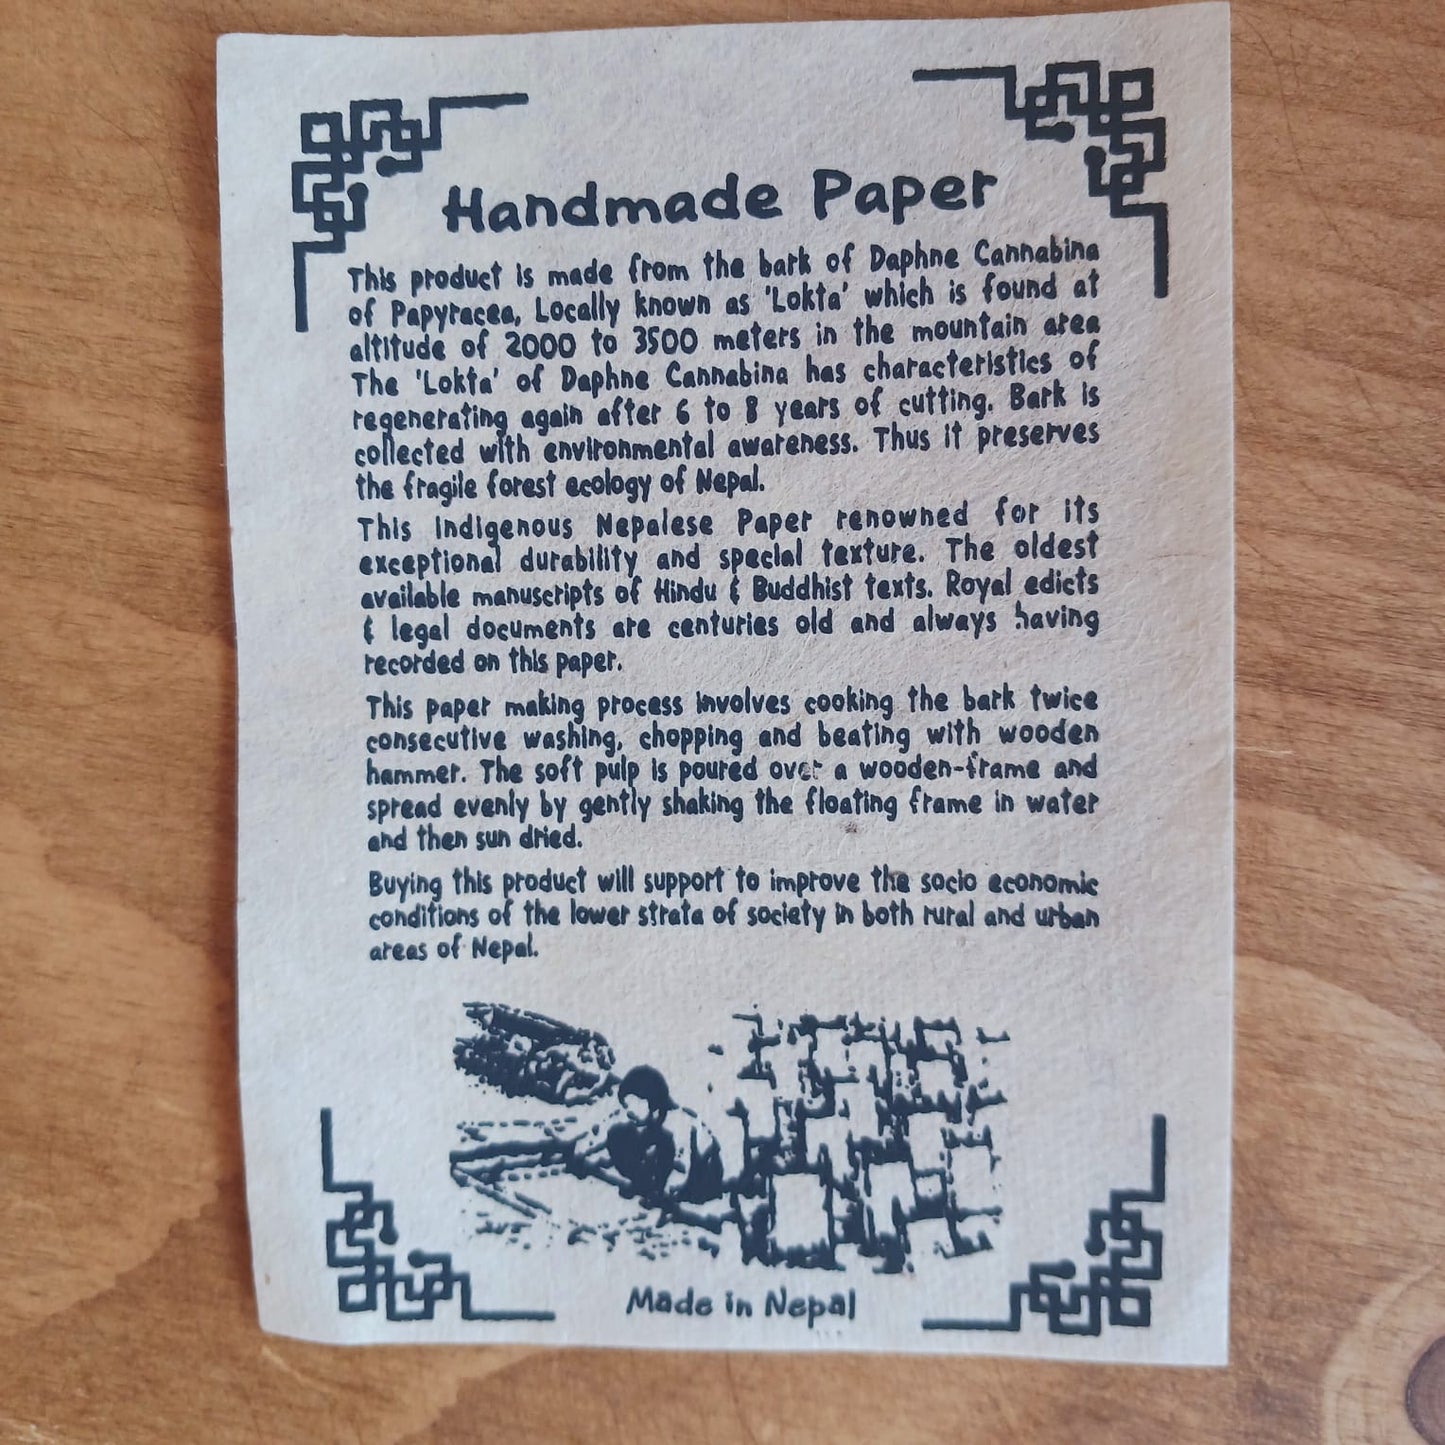 Handmade Paper
This product is made from the bark of Daphne Cannabina
of Papyracea, Locally known as 'Lokta' which is found at
altitude of 2000 to 3500 meters in the mountain area
The 'Lokta' of Daphne Cannabina has characteristics of
regenerating again after 6 to 8 years of cutting. Bark is
collected with environmental awareness. Thus it preserves
the fragile forest ecology of Nepal.
This indigenous Nepalese Paper renowned for its
exceptional durability and special texture. The oldest
available manuscripts of Hindu & Buddhist texts. Royal edicts
& legal documents are centuries old and always having
recorded on this paper.
This paper making process involves cooking the bark twice
consecutive washing, chopping and beating with wooden
hammer. The soft pulp is poured over a wooden-frame and
spread evenly by gently shaking the floating frame in water
and then sun dried.
Buying this product will support to improve the socio economic
conditions of the lower strata of society in both rural and urban
areas of Nepal.
Made in Nepal